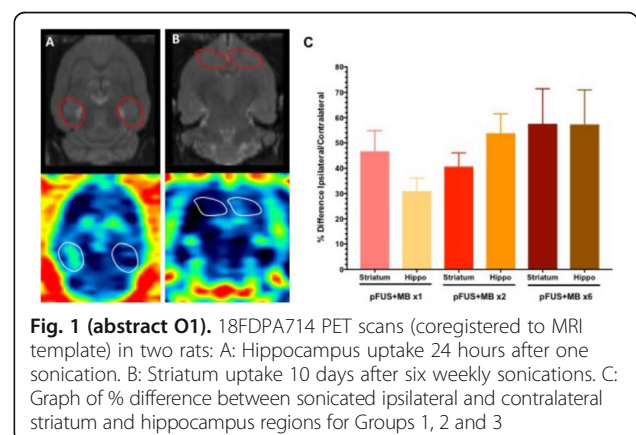 A
B
C
% Difference Ipsilateral/Contralateral
80
70
60
50
40
30
20
10
0
Striatum Hippo Striatum Hippo Striatum Hippo
pFUS+MB x1 pFUS+MB x2 pFUS+MB x6
Fig. 1 (abstract O1). 18FDPA714 PET scans (coregistered to MRI
template) in two rats: A: Hippocampus uptake 24 hours after one
sonication. B: Striatum uptake 10 days after six weekly sonications. C:
Graph of % difference between sonicated ipsilateral and contralateral
striatum and hippocampus regions for Groups 1, 2 and 3